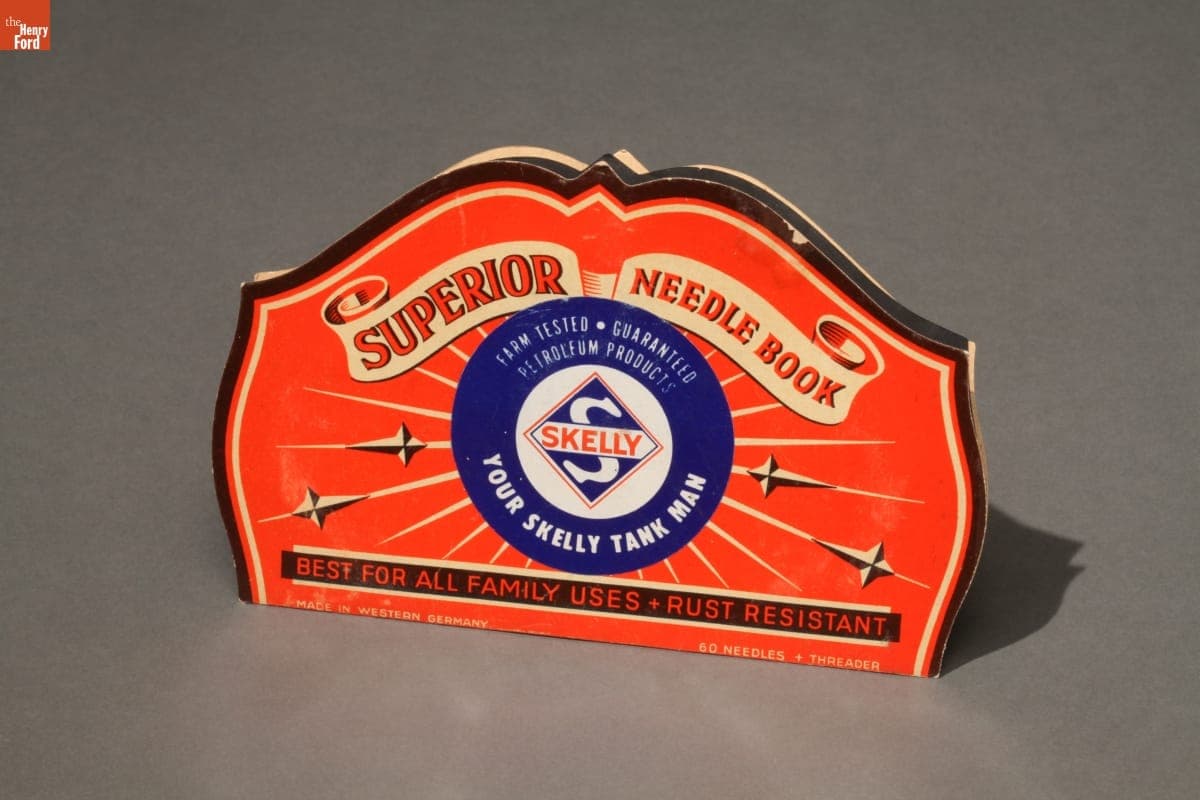 the
Henry
Ford
SUPERIOR NEEDLE BOOK
FARM TESTED • GUARANTEED
PETROLEUM PRODUCTS
S
SKELLY
YOUR SKELLY TANK MAN
BEST FOR ALL FAMILY USES + RUST RESISTANT
MADE IN WESTERN GERMANY
60 NEEDLES + THREADER